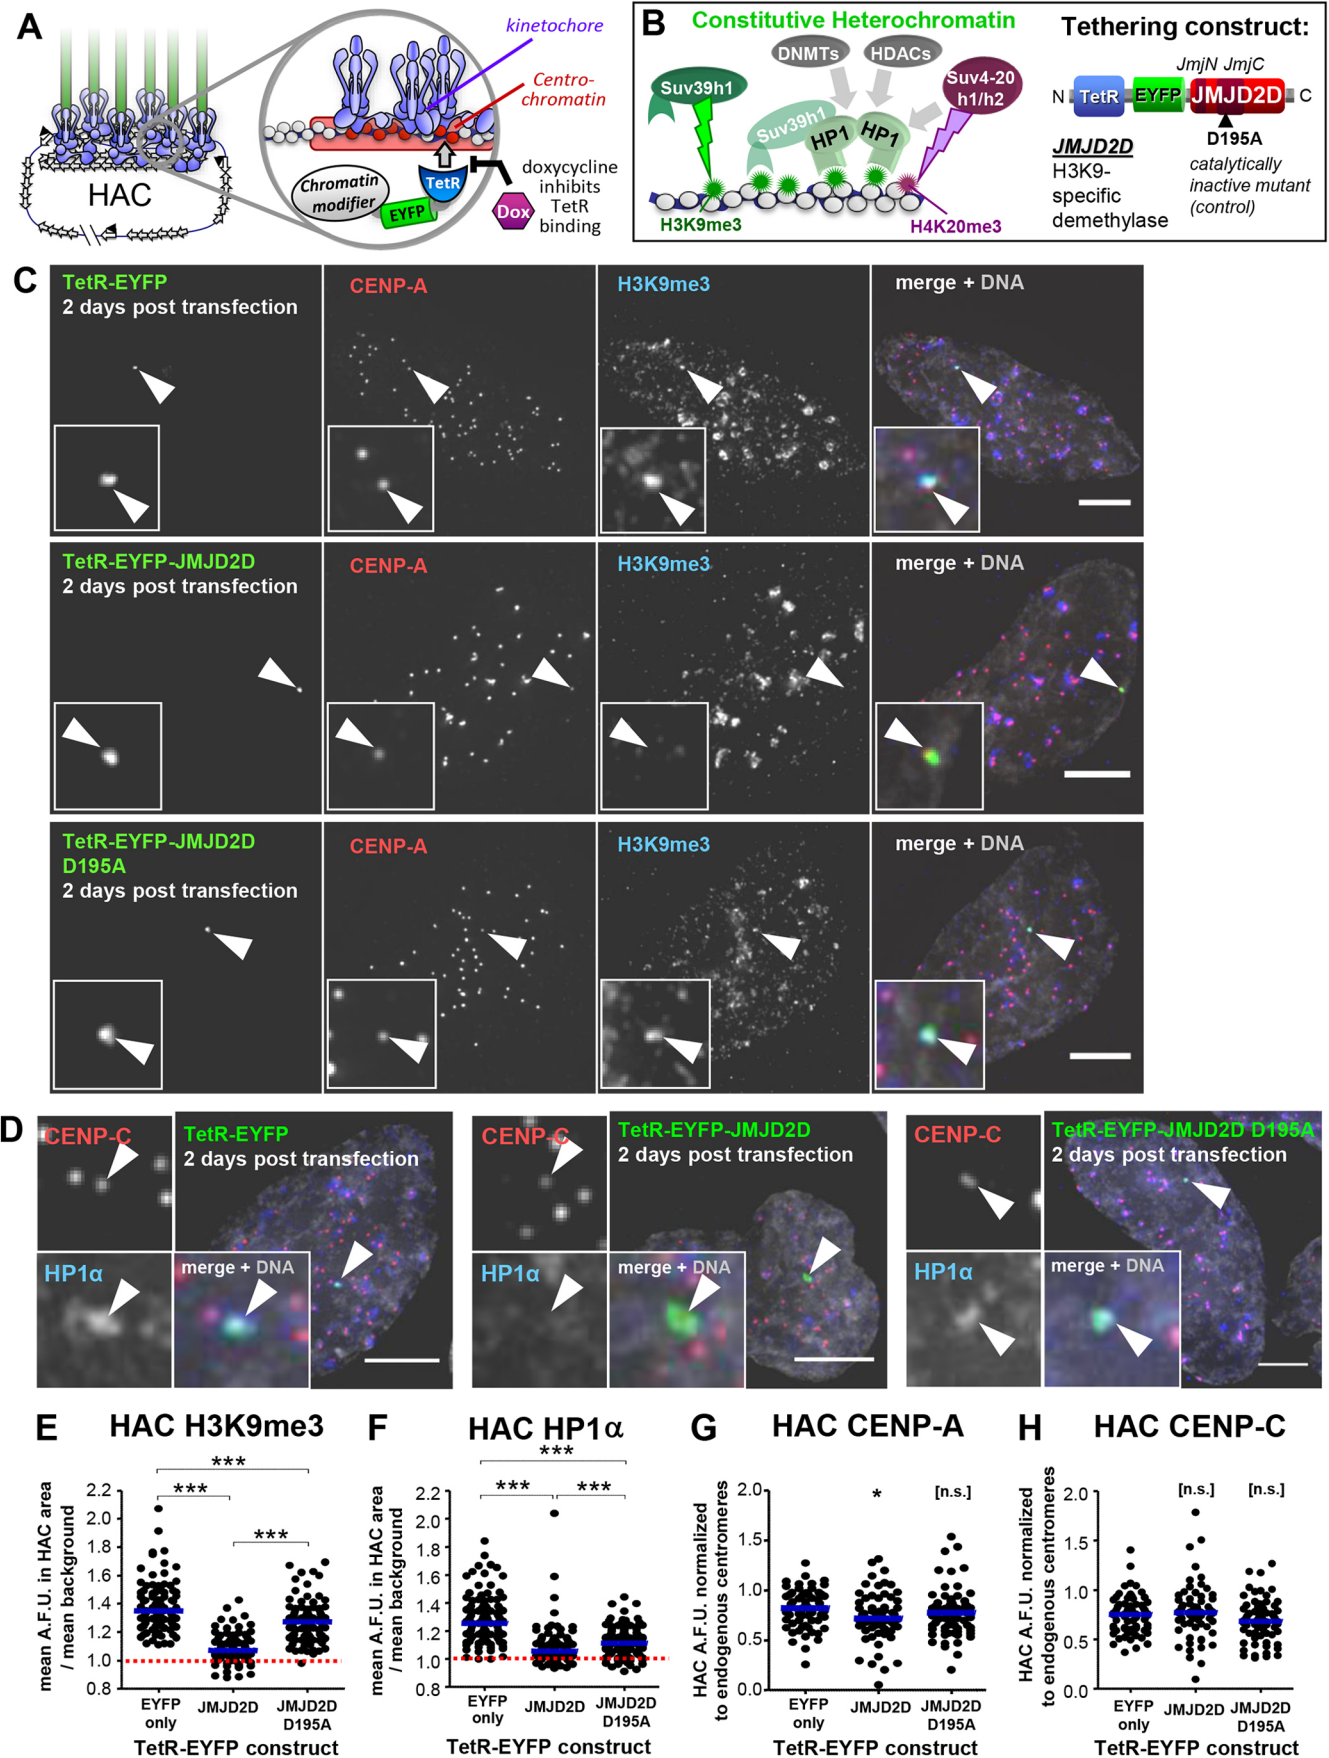 A
kinetochore
Centro-
chromatin
HAC
Chromatin
modifier
EYFP
TetR
Dox
doxycycline
inhibits
TetR
binding
B
Constitutive Heterochromatin
DNMTs
HDACs
Suv39h1
Suv39h1
HP1
HP1
Suv4-20
h1/h2
H3K9me3
H4K20me3
Tethering construct:
JmjN JmjC
N TetR EYFP JMJD2D C
D195A
JMJD2D
H3K9-
specific
demethylase
catalytically
inactive mutant
(control)
C
TetR-EYFP
2 days post transfection
CENP-A
H3K9me3
merge + DNA
TetR-EYFP-JMJD2D
2 days post transfection
CENP-A
H3K9me3
merge + DNA
TetR-EYFP-JMJD2D
D195A
2 days post transfection
CENP-A
H3K9me3
merge + DNA
D
CENP-C
TetR-EYFP
2 days post transfection
HP1α
merge + DNA
CENP-C
TetR-EYFP-JMJD2D
2 days post transfection
HP1α
merge + DNA
CENP-C
TetR-EYFP-JMJD2D D195A
2 days post transfection
HP1α
merge + DNA
E
HAC H3K9me3
mean A.F.U. in HAC area
/ mean background
2.2
2.0
1.8
1.6
1.4
1.2
1.0
0.8
***
***
***
EYFP
only
JMJD2D
JMJD2D
D195A
TetR-EYFP construct
F
HAC HP1α
mean A.F.U. in HAC area
/ mean background
2.2
2.0
1.8
1.6
1.4
1.2
1.0
0.8
***
***
***
EYFP
only
JMJD2D
JMJD2D
D195A
TetR-EYFP construct
G
HAC CENP-A
HAC A.F.U. normalized
to endogenous centromeres
2.0
1.5
1.0
0.5
0.0
*
[n.s.]
EYFP
only
JMJD2D
JMJD2D
D195A
TetR-EYFP construct
H
HAC CENP-C
HAC A.F.U. normalized
to endogenous centromeres
2.0
1.5
1.0
0.5
0.0
[n.s.]
[n.s.]
EYFP
only
JMJD2D
JMJD2D
D195A
TetR-EYFP construct